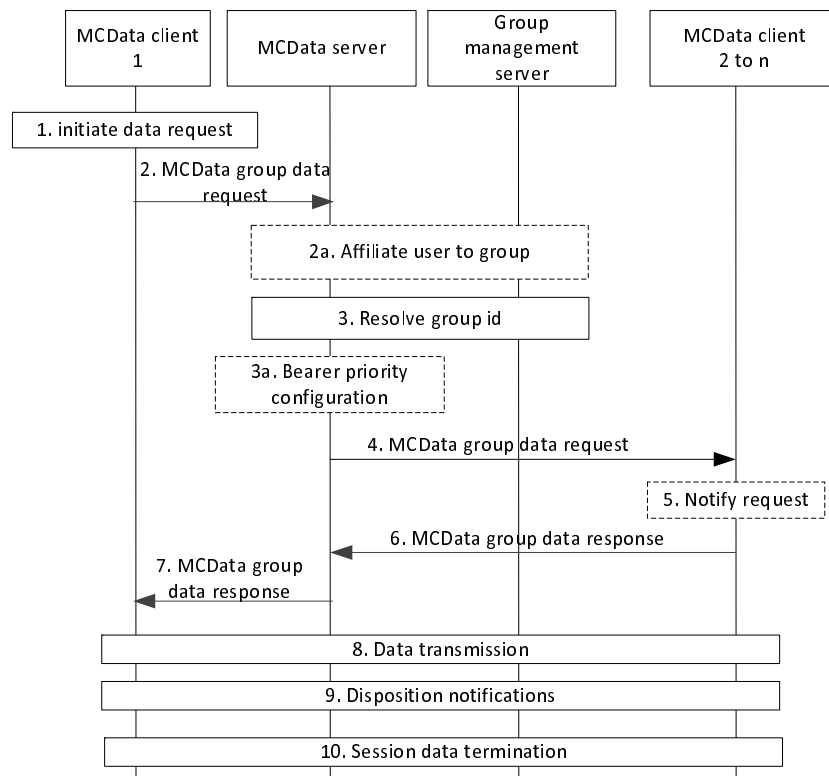 MCData client
1
MCData server
Group
management
server
MCData client
2 to n
1. initiate data request
2. MCData group data
request
2a. Affiliate user to group
3. Resolve group id
3a. Bearer priority
configuration
4. MCData group data request
5. Notify request
6. MCData group data response
7. MCData group
data response
8. Data transmission
9. Disposition notifications
10. Session data termination